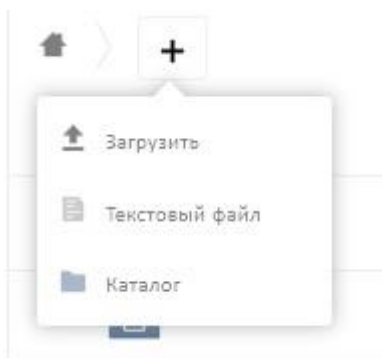 Загрузить
Текстовый файл
Каталог